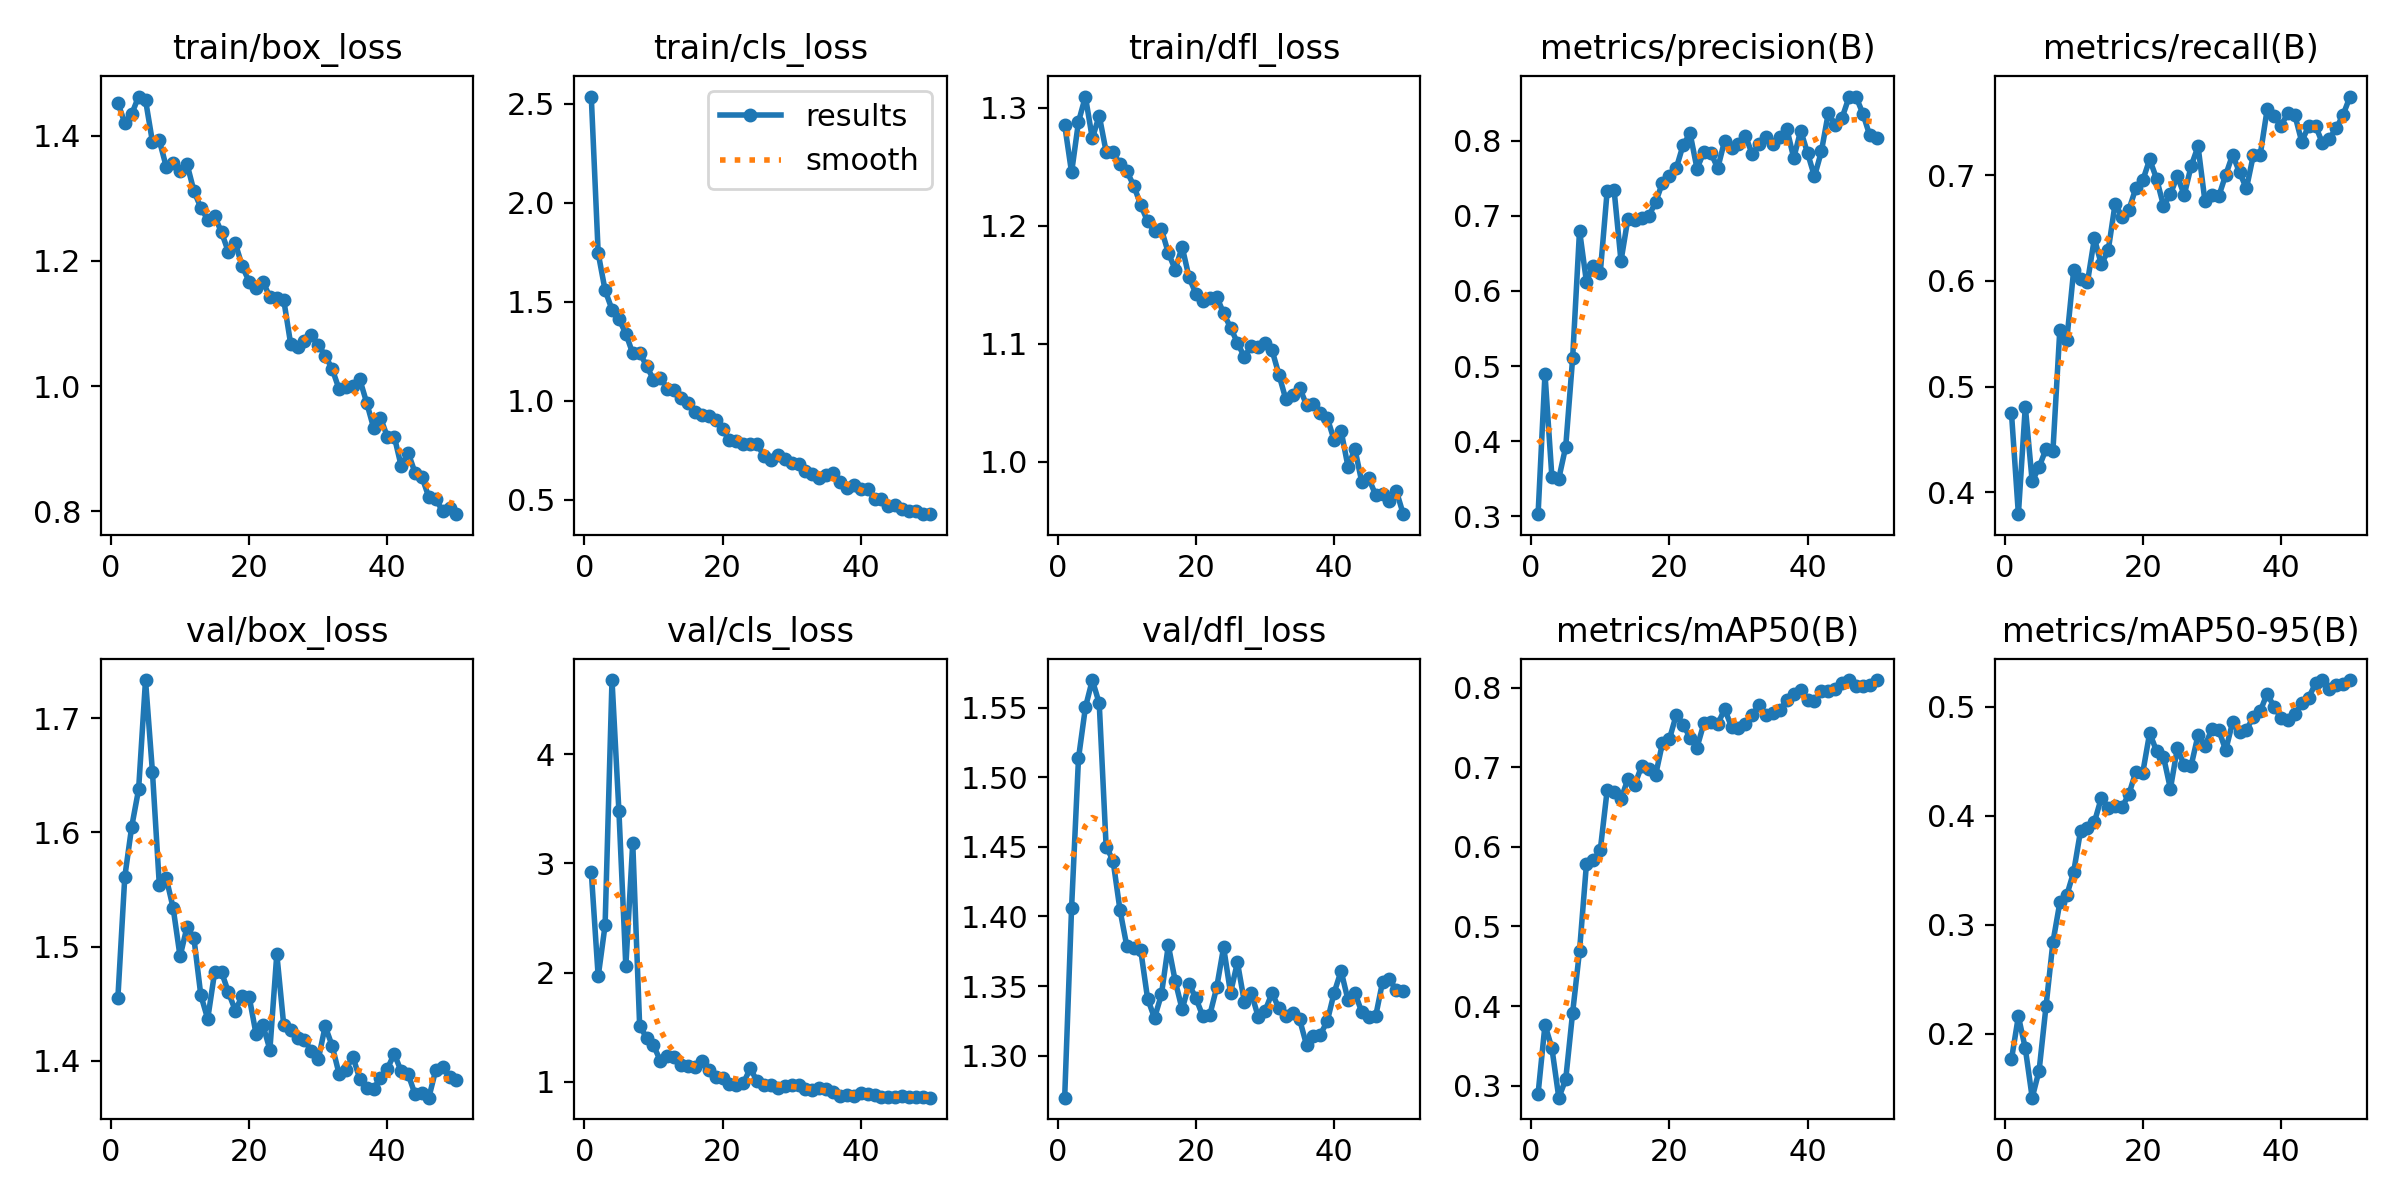 train/box_loss
1.4
1.2
1.0
0.8
0 20 40
train/cls_loss
results
smooth
2.5
2.0
1.5
1.0
0.5
0 20 40
train/dfl_loss
1.3
1.2
1.1
1.0
0 20 40
metrics/precision(B)
0.8
0.7
0.6
0.5
0.4
0.3
0 20 40
metrics/recall(B)
0.7
0.6
0.5
0.4
0 20 40
val/box_loss
1.7
1.6
1.5
1.4
0 20 40
val/cls_loss
4
3
2
1
0 20 40
val/dfl_loss
1.55
1.50
1.45
1.40
1.35
1.30
0 20 40
metrics/mAP50(B)
0.8
0.7
0.6
0.5
0.4
0.3
0 20 40
metrics/mAP50-95(B)
0.5
0.4
0.3
0.2
0 20 40